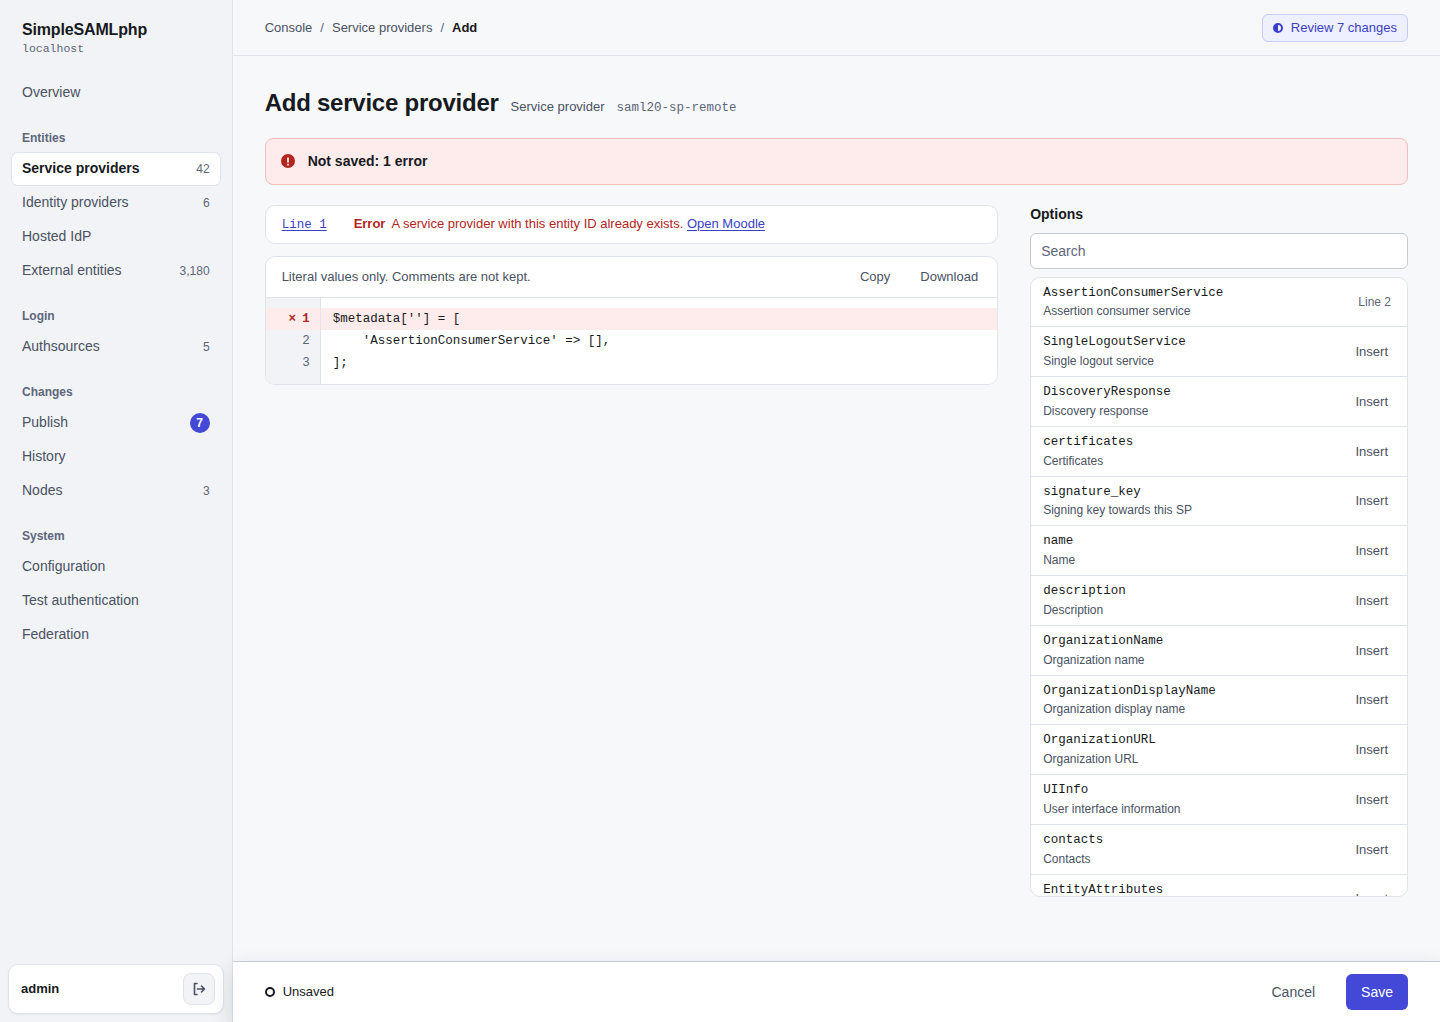 SimpleSAMLphp
localhost
Overview
Entities
Service providers 42
Identity providers 6
Hosted IdP
External entities 3,180
Login
Authsources 5
Changes
Publish 7
History
Nodes 3
System
Configuration
Test authentication
Federation
admin
Console / Service providers / Add
Review 7 changes
Add service provider Service provider saml20-sp-remote
Not saved: 1 error
Line 1 Error A service provider with this entity ID already exists. Open Moodle
Literal values only. Comments are not kept. Copy Download
× 1 $metadata[''] = [
2 'AssertionConsumerService' => [],
3 ];
Options
Search
AssertionConsumerService
Assertion consumer service
Line 2
SingleLogoutService
Single logout service
Insert
DiscoveryResponse
Discovery response
Insert
certificates
Certificates
Insert
signature_key
Signing key towards this SP
Insert
name
Name
Insert
description
Description
Insert
OrganizationName
Organization name
Insert
OrganizationDisplayName
Organization display name
Insert
OrganizationURL
Organization URL
Insert
UIInfo
User interface information
Insert
contacts
Contacts
Insert
EntityAttributes
Unsaved
Cancel Save